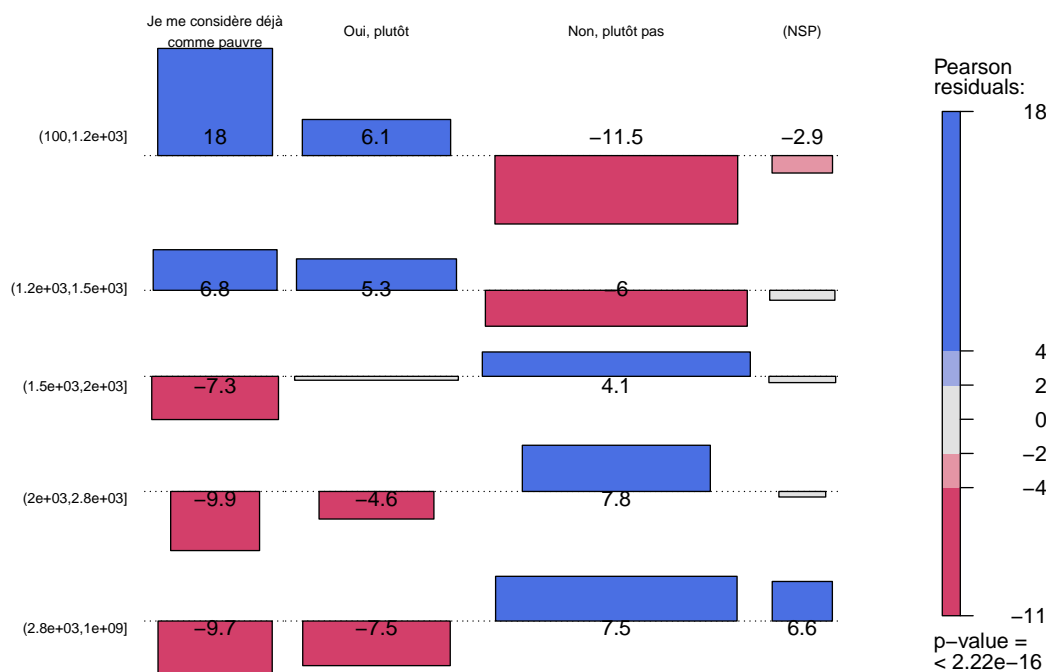 Je me considère déjà
comme pauvre
Oui, plutôt
Non, plutôt pas
(NSP)
Pearson
residuals:
(100,1.2e+03]
18
6.1
−11.5
−2.9
(1.2e+03,1.5e+03]
6.8
5.3
−6
(1.5e+03,2e+03]
−7.3
4.1
(2e+03,2.8e+03]
−9.9
−4.6
7.8
(2.8e+03,1e+09]
−9.7
−7.5
7.5
6.6
18
4
2
0
−2
−4
−11
p−value =
< 2.22e−16